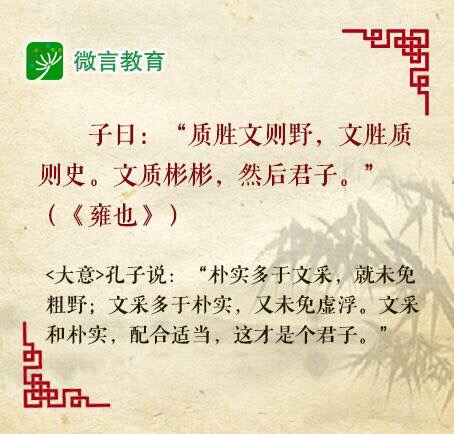 微言教育
子曰：“质胜文则野，文胜质
则史。文质彬彬，然后君子。”
（《雍也》）
<大意>孔子说：“朴实多于文采，就未免
粗野；文采多于朴实，又未免虚浮。文采
和朴实，配合适当，这才是个君子。”